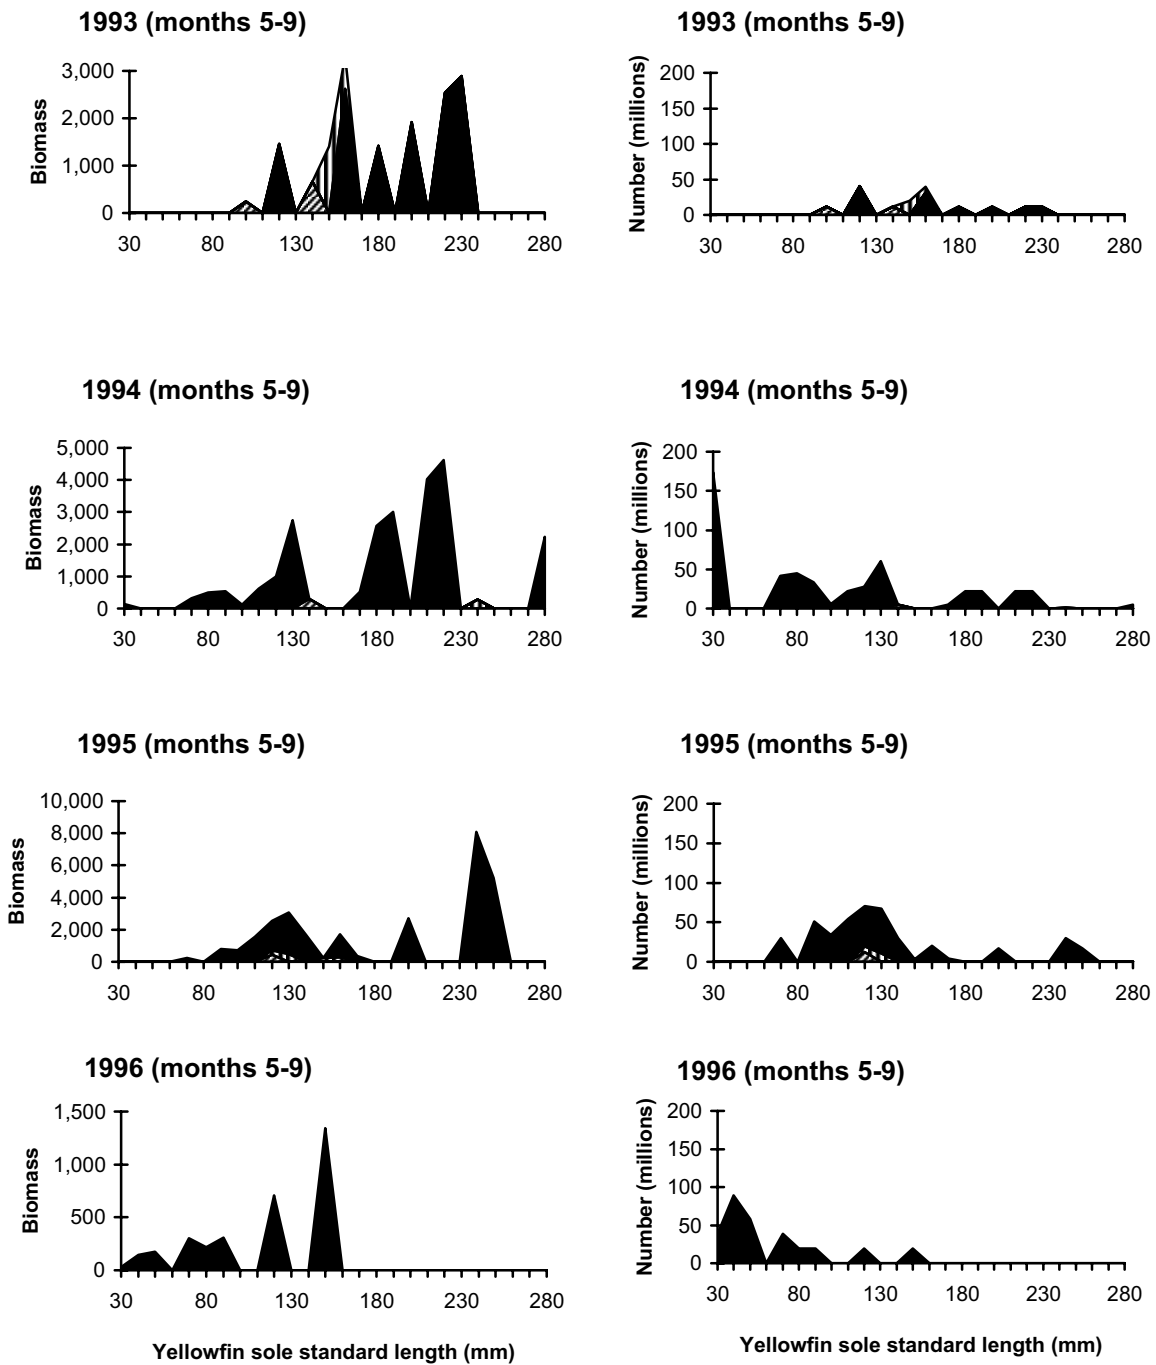 1993 (months 5-9)
Biomass
3,000
2,000
1,000
0
30 80 130 180 230 280
1993 (months 5-9)
Number (millions)
200
150
100
50
0
30 80 130 180 230 280
1994 (months 5-9)
Biomass
5,000
4,000
3,000
2,000
1,000
0
30 80 130 180 230 280
1994 (months 5-9)
Number (millions)
200
150
100
50
0
30 80 130 180 230 280
1995 (months 5-9)
Biomass
10,000
8,000
6,000
4,000
2,000
0
30 80 130 180 230 280
1995 (months 5-9)
Number (millions)
200
150
100
50
0
30 80 130 180 230 280
1996 (months 5-9)
Biomass
1,500
1,000
500
0
30 80 130 180 230 280
Yellowfin sole standard length (mm)
1996 (months 5-9)
Number (millions)
200
150
100
50
0
30 80 130 180 230 280
Yellowfin sole standard length (mm)